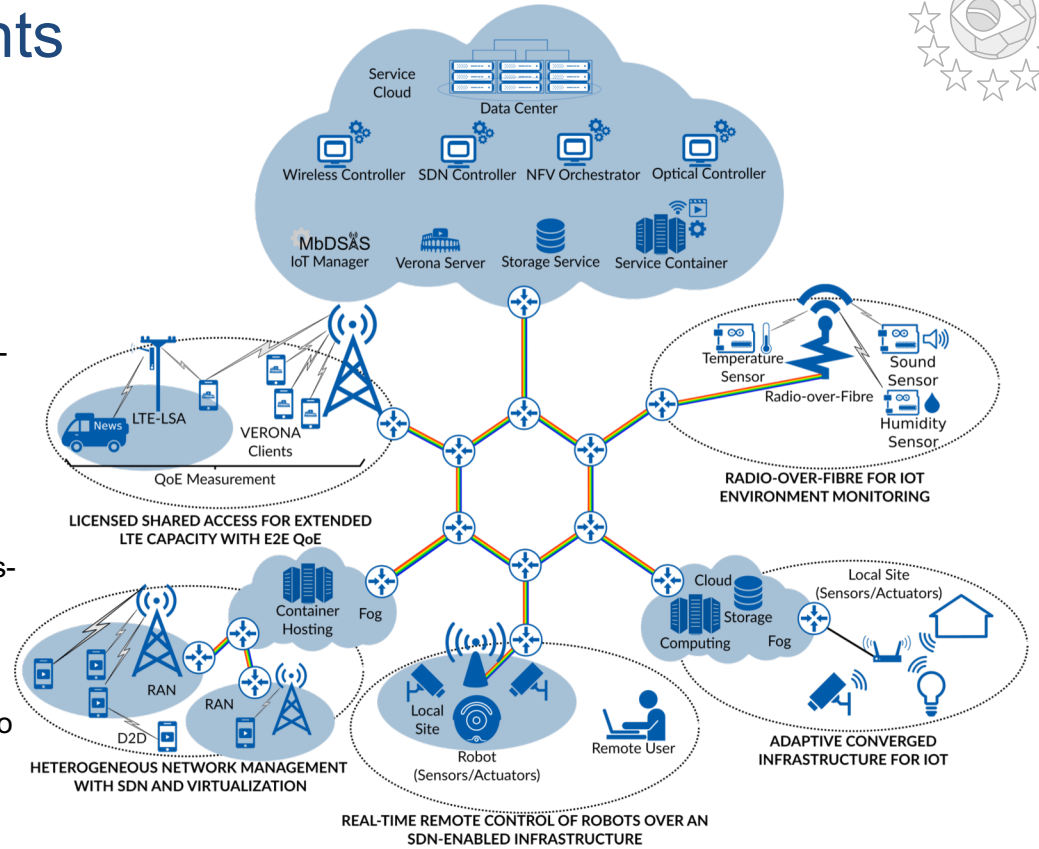 nts
Service
Cloud
Data Center
Wireless Controller
SDN Controller
NFV Orchestrator
Optical Controller
MbDSAS
IoT Manager
Verona Server
Storage Service
Service Container
-
LTE-LSA
News
VERONA
Clients
QoE Measurement
LICENSED SHARED ACCESS FOR EXTENDED
LTE CAPACITY WITH E2E QoE
Temperature
Sensor
Sound
Sensor
Radio-over-Fibre
Humidity
Sensor
RADIO-OVER-FIBRE FOR IOT
ENVIRONMENT MONITORING
s-
Container
Hosting
Fog
RAN
RAN
D2D
o
HETEROGENEOUS NETWORK MANAGEMENT
WITH SDN AND VIRTUALIZATION
Local
Site
Robot
(Sensors/Actuators)
Remote User
REAL-TIME REMOTE CONTROL OF ROBOTS OVER AN
SDN-ENABLED INFRASTRUCTURE
Cloud
Storage
Computing
Fog
Local Site
(Sensors/Actuators)
ADAPTIVE CONVERGED
INFRASTRUCTURE FOR IOT